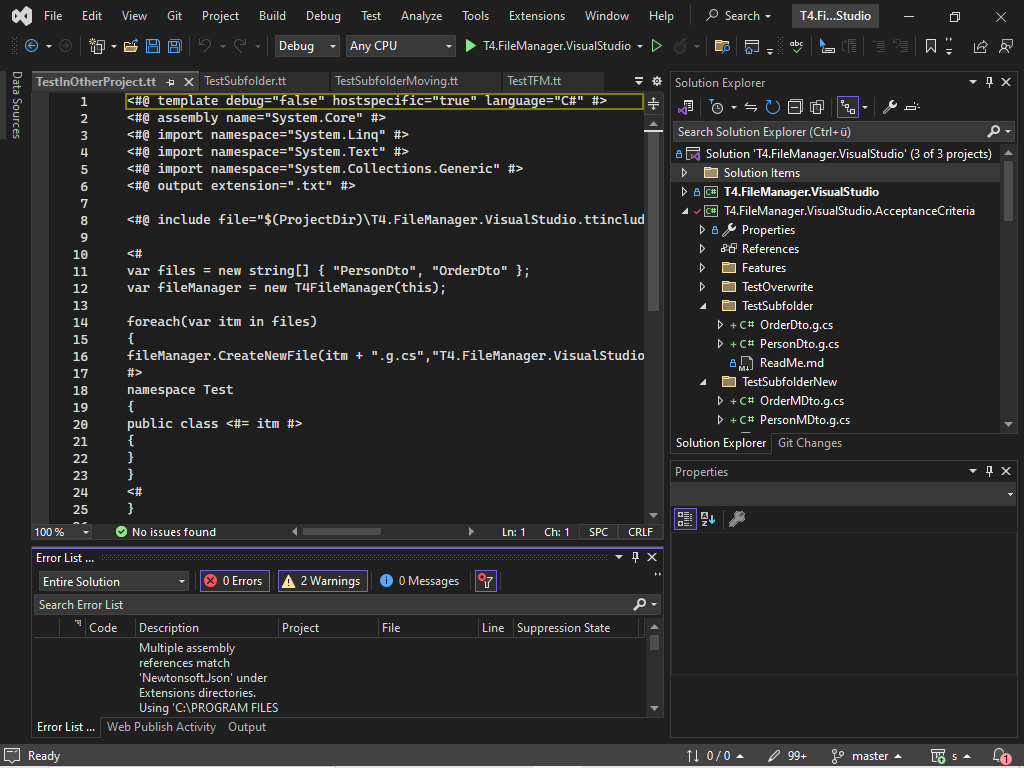 File Edit View Git Project Build Debug Test Analyze Tools Extensions Window Help Search T4.Fi...Studio
Debug Any CPU T4.FileManager.VisualStudio
Data Sources
TestInOtherProject.tt TestSubfolder.tt TestSubfolderMoving.tt TestTFM.tt
1 <#@ template debug="false" hostspecific="true" language="C#" #>
2 <#@ assembly name="System.Core" #>
3 <#@ import namespace="System.Linq" #>
4 <#@ import namespace="System.Text" #>
5 <#@ import namespace="System.Collections.Generic" #>
6 <#@ output extension=".txt" #>
7
8 <#@ include file="$(ProjectDir)\T4.FileManager.VisualStudio.ttinclud
9
10 <#
11 var files = new string[] { "PersonDto", "OrderDto" };
12 var fileManager = new T4FileManager(this);
13
14 foreach(var itm in files)
15 {
16 fileManager.CreateNewFile(itm + ".g.cs","T4.FileManager.VisualStudio
17 #>
18 namespace Test
19 {
20 public class <#= itm #>
21 {
22 }
23 }
24 <#
25 }
100 % No issues found Ln: 1 Ch: 1 SPC CRLF
Error List ...
Entire Solution 0 Errors 2 Warnings 0 Messages
Search Error List
Code Description Project File Line Suppression State
Multiple assembly
references match
'Newtonsoft.Json' under
Extensions directories.
Using 'C:\PROGRAM FILES
Error List ... Web Publish Activity Output
Solution Explorer
Search Solution Explorer (Ctrl+ü)
Solution 'T4.FileManager.VisualStudio' (3 of 3 projects)
Solution Items
C# T4.FileManager.VisualStudio
C# T4.FileManager.VisualStudio.AcceptanceCriteria
Properties
References
Features
TestOverwrite
TestSubfolder
+ C# OrderDto.g.cs
+ C# PersonDto.g.cs
ReadMe.md
TestSubfolderNew
+ C# OrderMDto.g.cs
+ C# PersonMDto.g.cs
Solution Explorer Git Changes
Properties
Ready 0 / 0 99+ master s 1